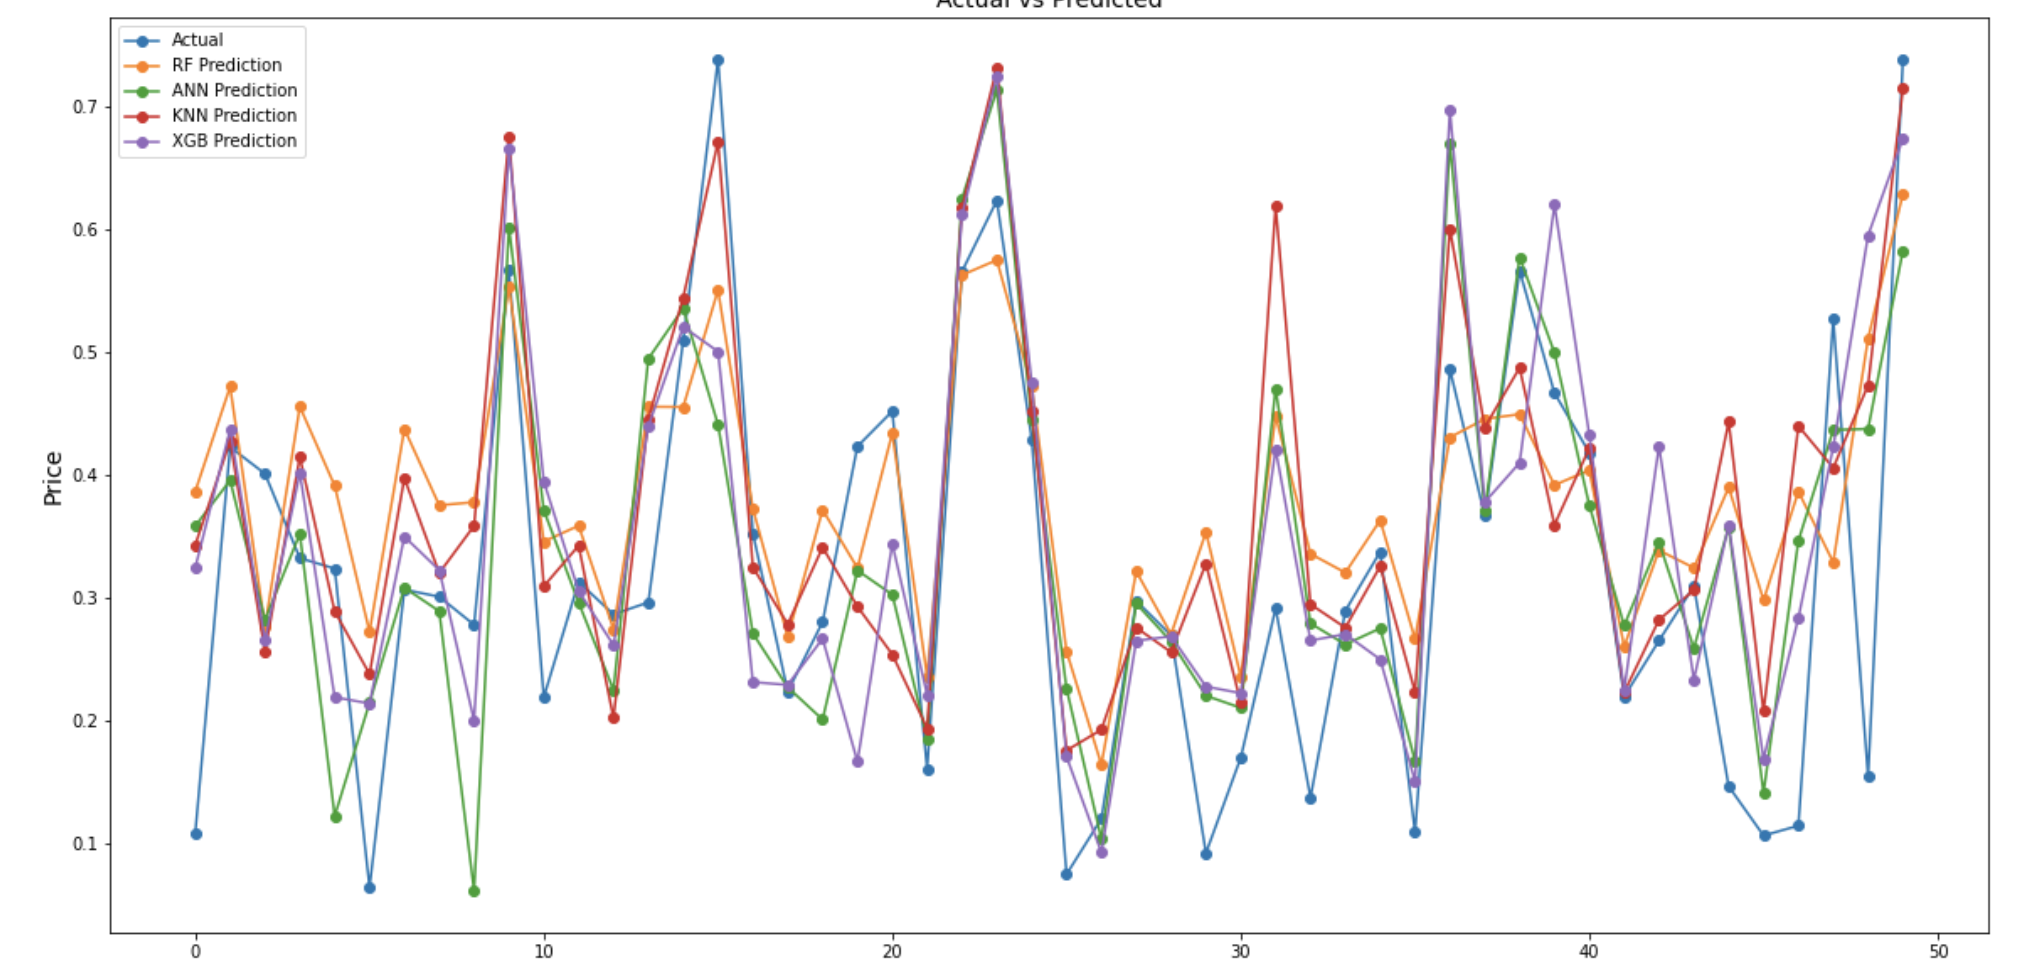 Actual vs Predicted
Actual
RF Prediction
ANN Prediction
KNN Prediction
XGB Prediction
Price
0.7
0.6
0.5
0.4
0.3
0.2
0.1
0 10 20 30 40 50